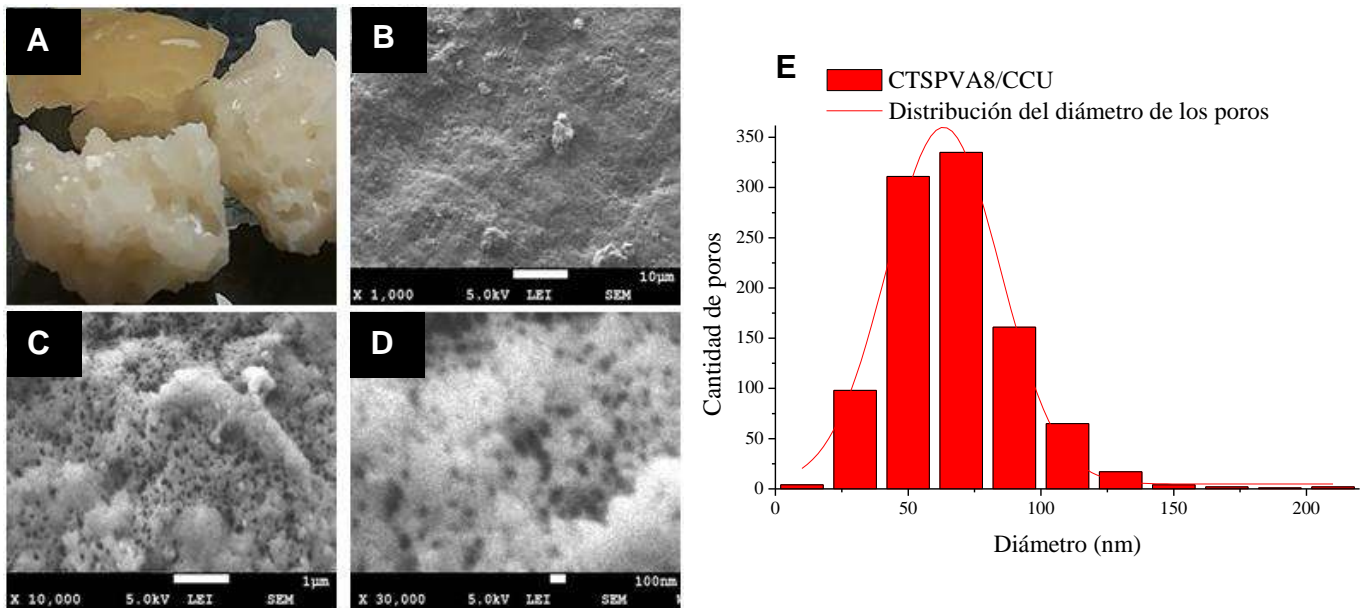 A
B
10µm
X 1,000 5.0kV LEI SEM
C
1µm
X 10,000 5.0kV LEI SEM
D
100nm
X 30,000 5.0kV LEI SEM
E
CTSPVA8/CCU
Distribución del diámetro de los poros
Cantidad de poros
350
300
250
200
150
100
50
0
0 50 100 150 200
Diámetro (nm)